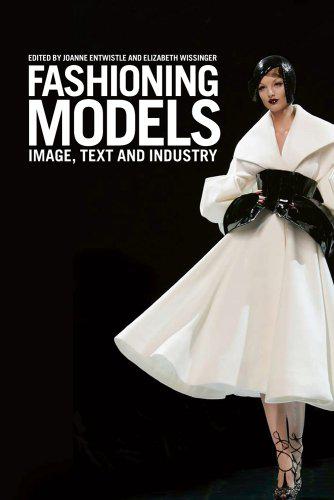 EDITED BY JOANNE ENTWISTLE AND ELIZABETH WISSINGER
FASHIONING
MODELS
IMAGE, TEXT AND INDUSTRY